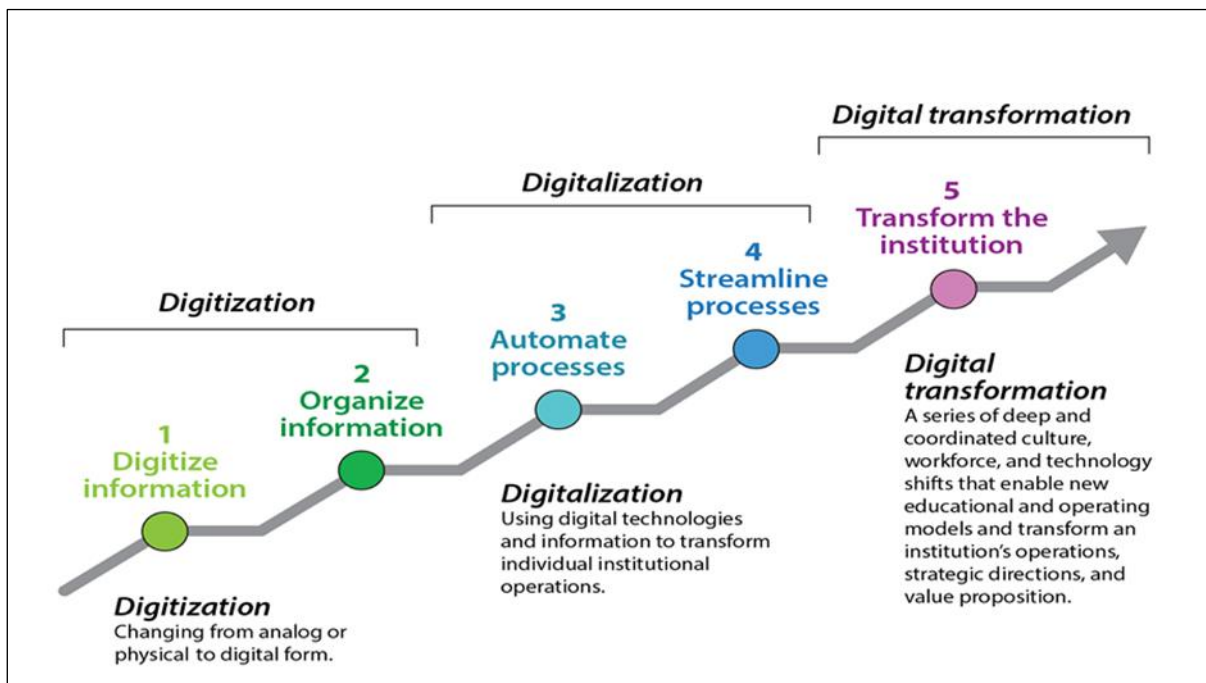 Digital transformation
Digitalization
Digitization
1
Digitize
information
2
Organize
information
3
Automate
processes
4
Streamline
processes
5
Transform the
institution
Digitization
Changing from analog or
physical to digital form.
Digitalization
Using digital technologies
and information to transform
individual institutional
operations.
Digital
transformation
A series of deep and
coordinated culture,
workforce, and technology
shifts that enable new
educational and operating
models and transform an
institution's operations,
strategic directions, and
value proposition.